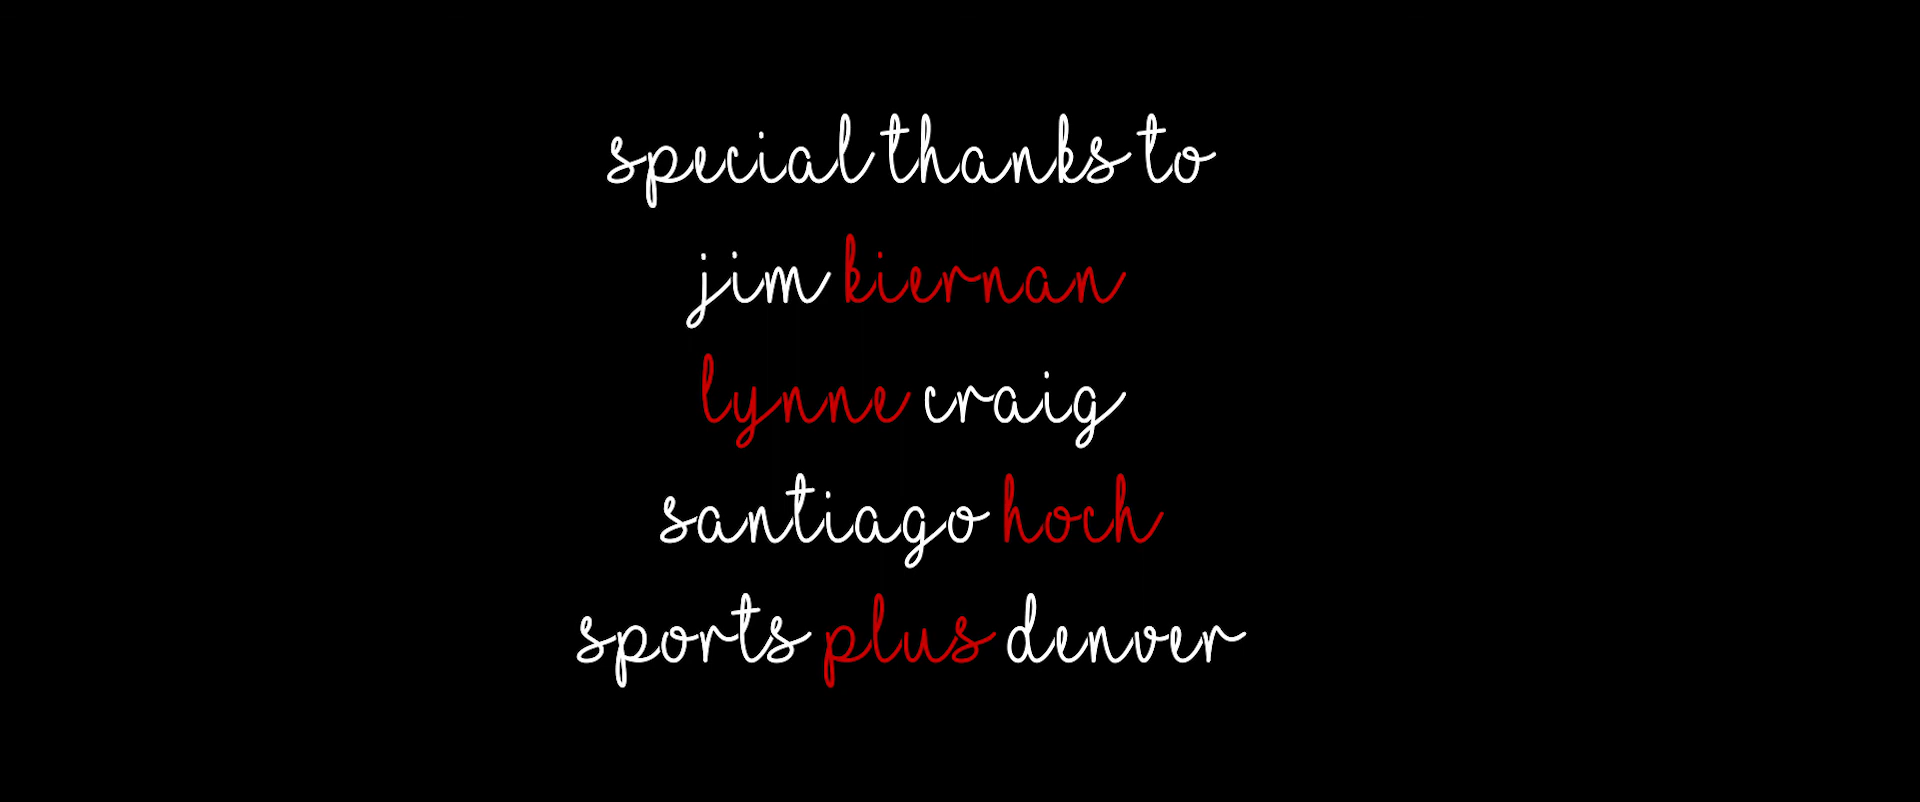 special thanks to
jim kiernan
lynne craig
santiago hoch
sports plus denver